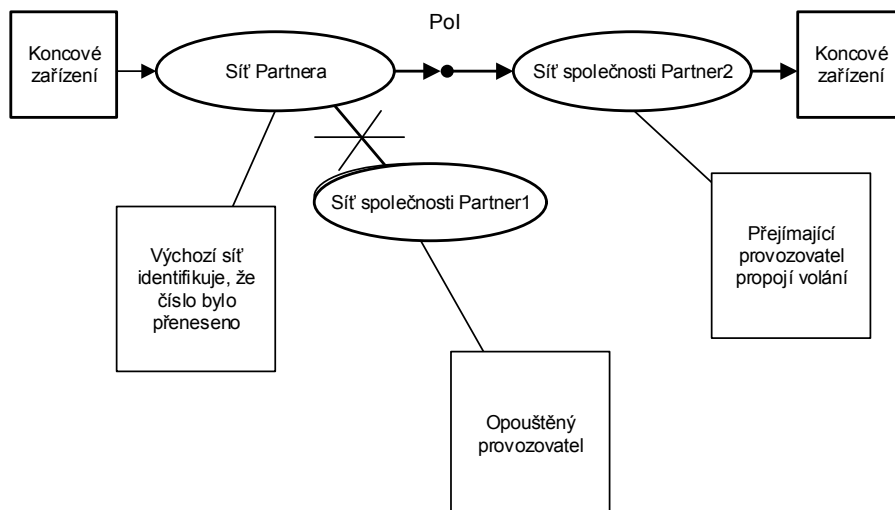 PoI
Koncové
zařízení
Síť Partnera
Síť společnosti Partner2
Koncové
zařízení
Síť společnosti Partner1
Výchozí síť
identifikuje, že
číslo bylo
přeneseno
Přejímající
provozovatel
propojí volání
Opouštěný
provozovatel